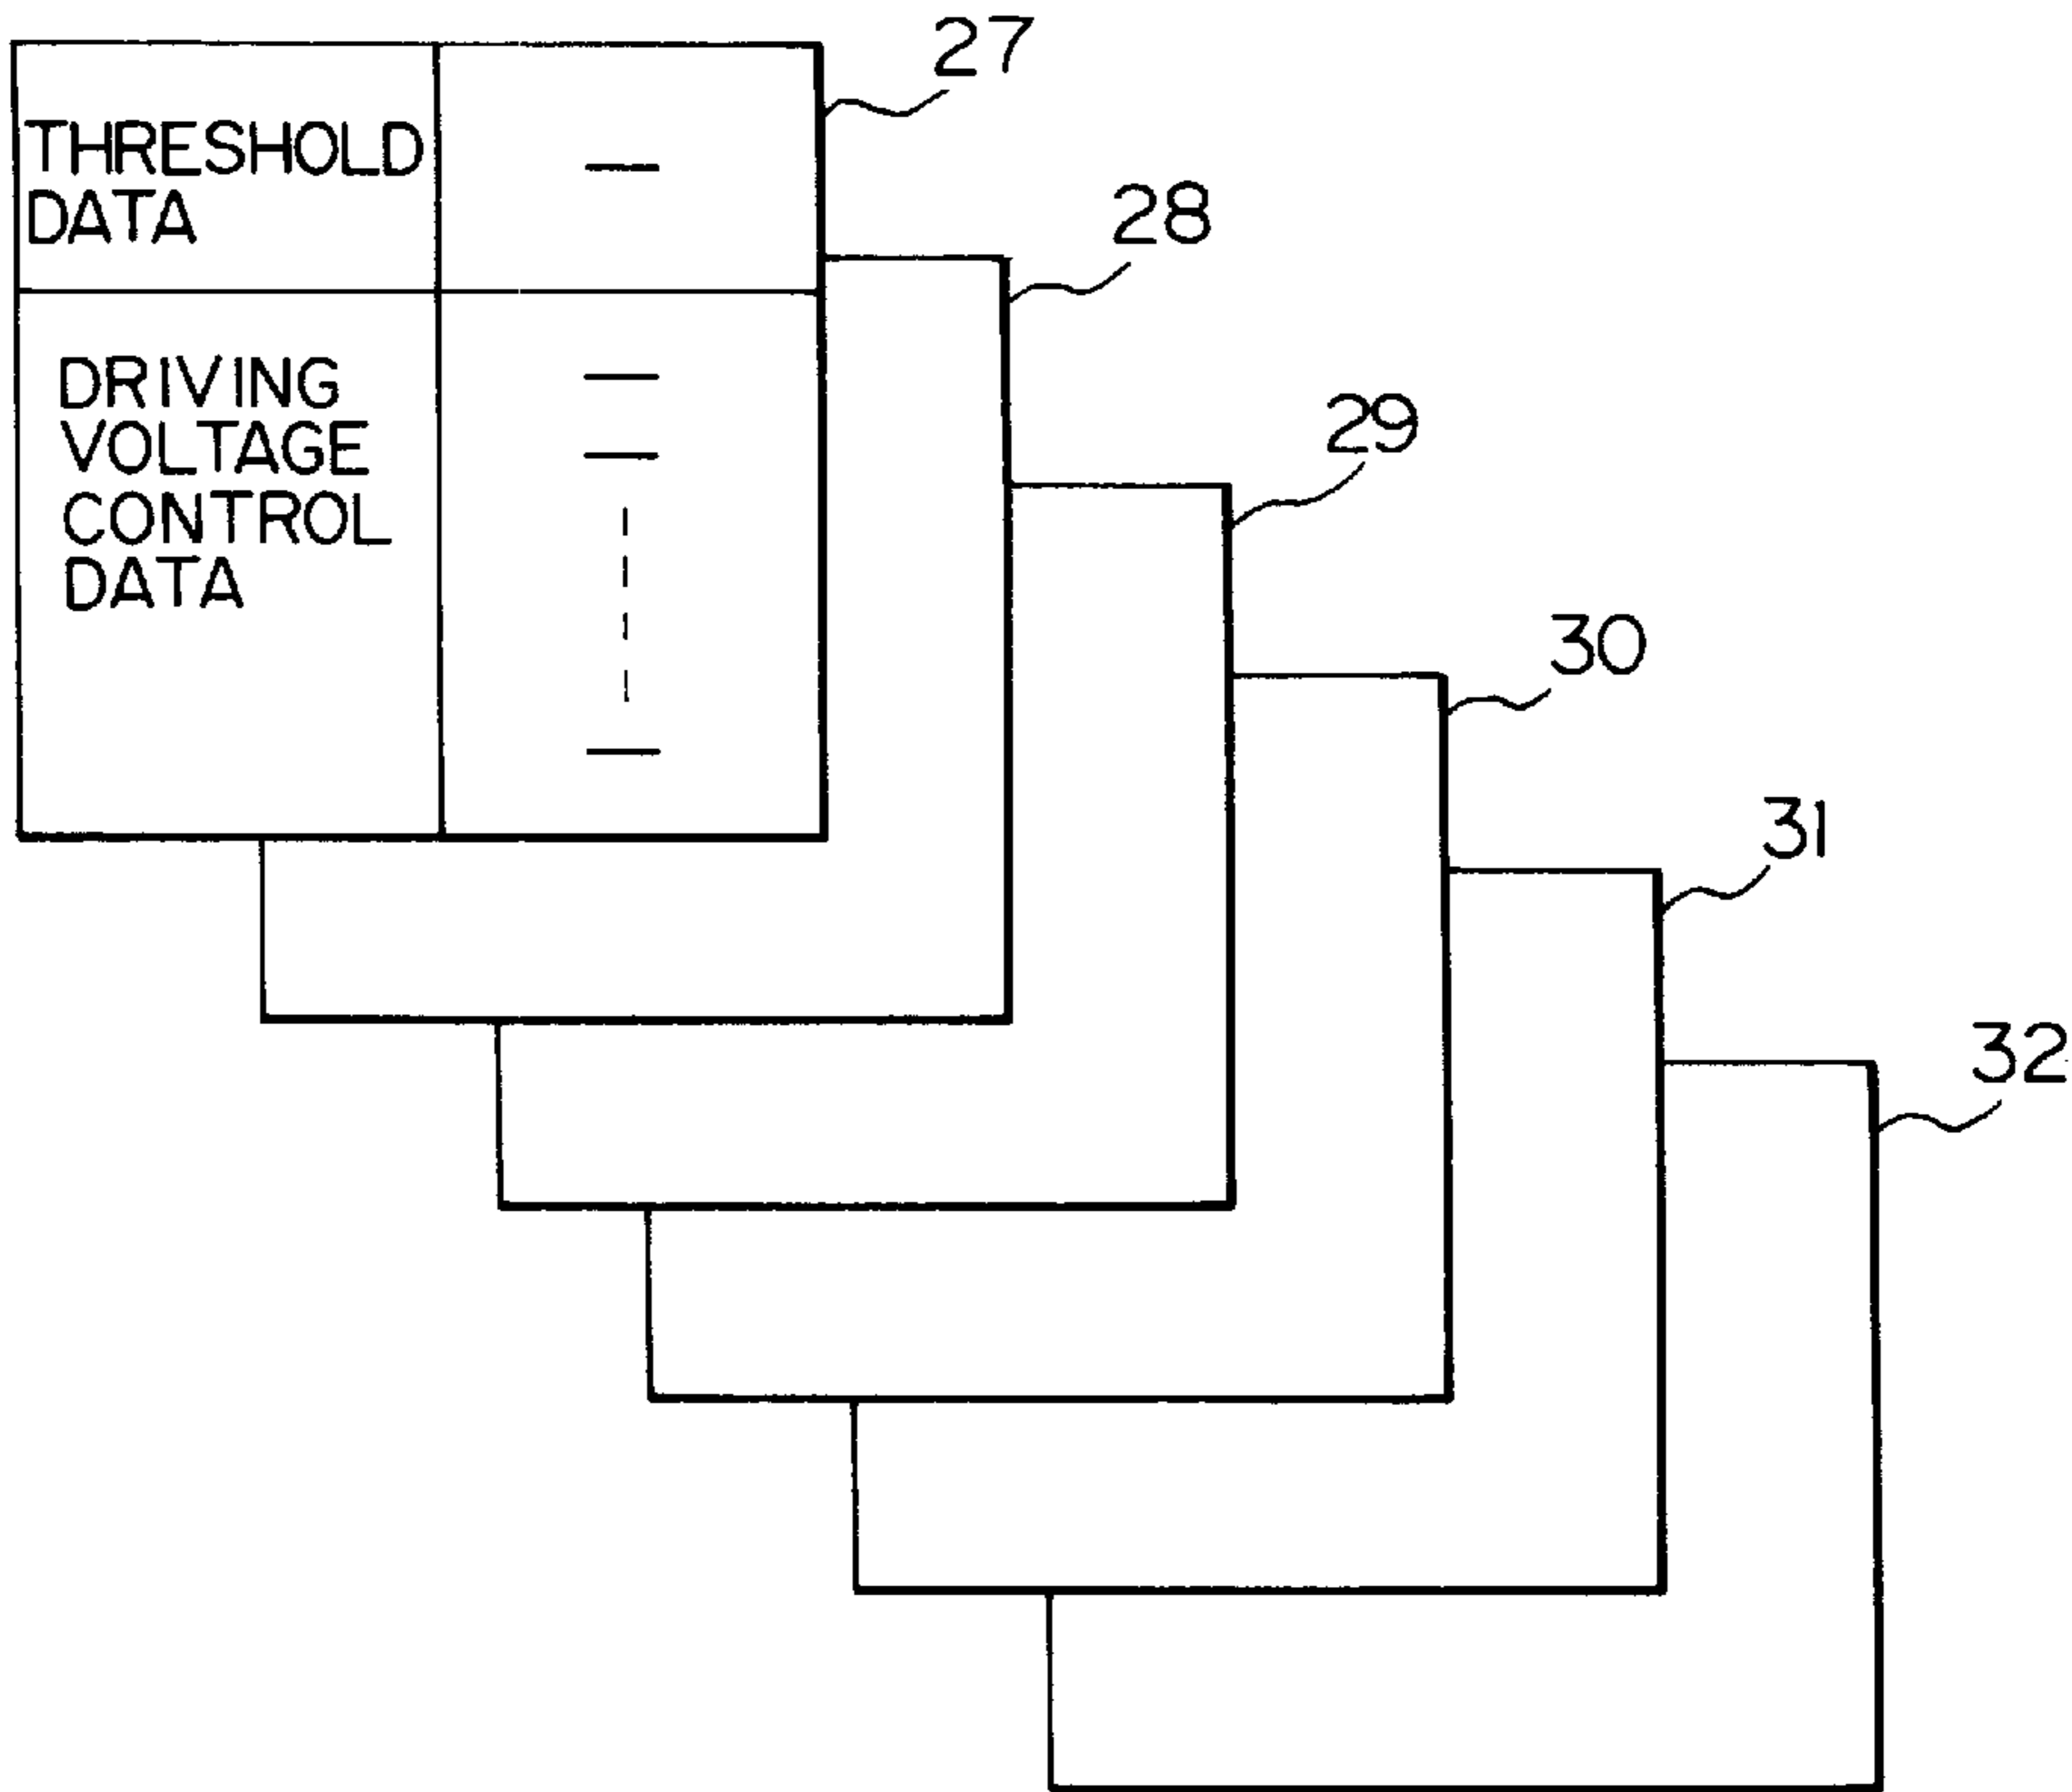 27
THRESHOLD
DATA
28
DRIVING
VOLTAGE
CONTROL
DATA
29
30
31
32